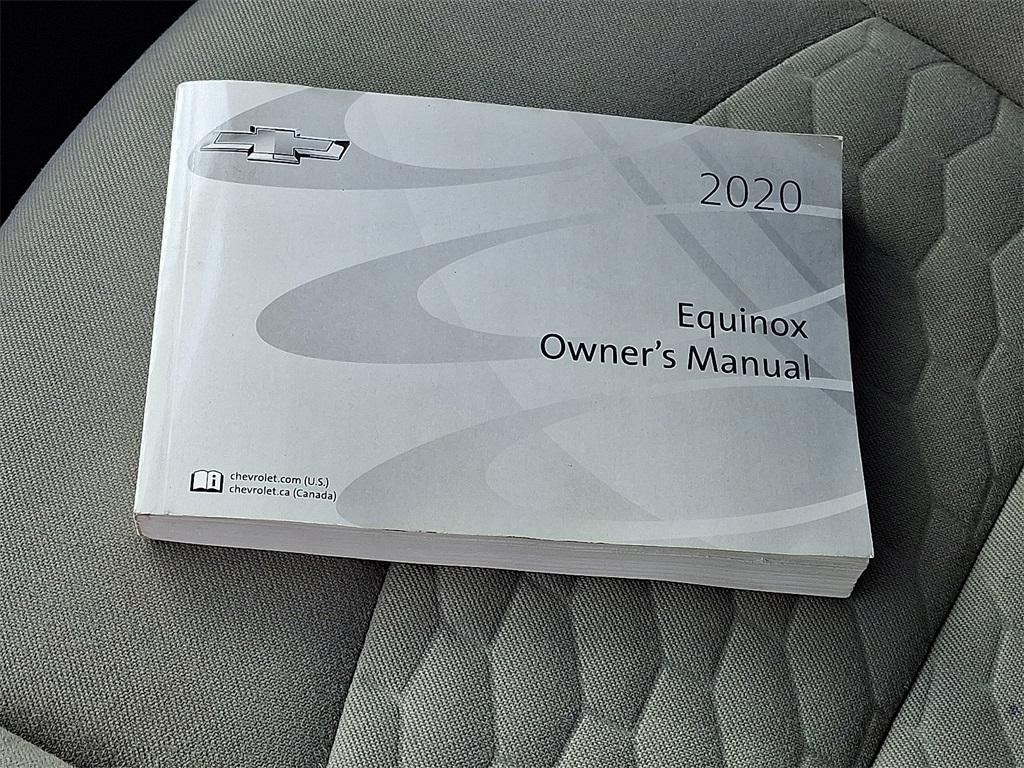 2020
Equinox
Owner's Manual
chevrolet.com (U.S.)
chevrolet.ca (Canada)